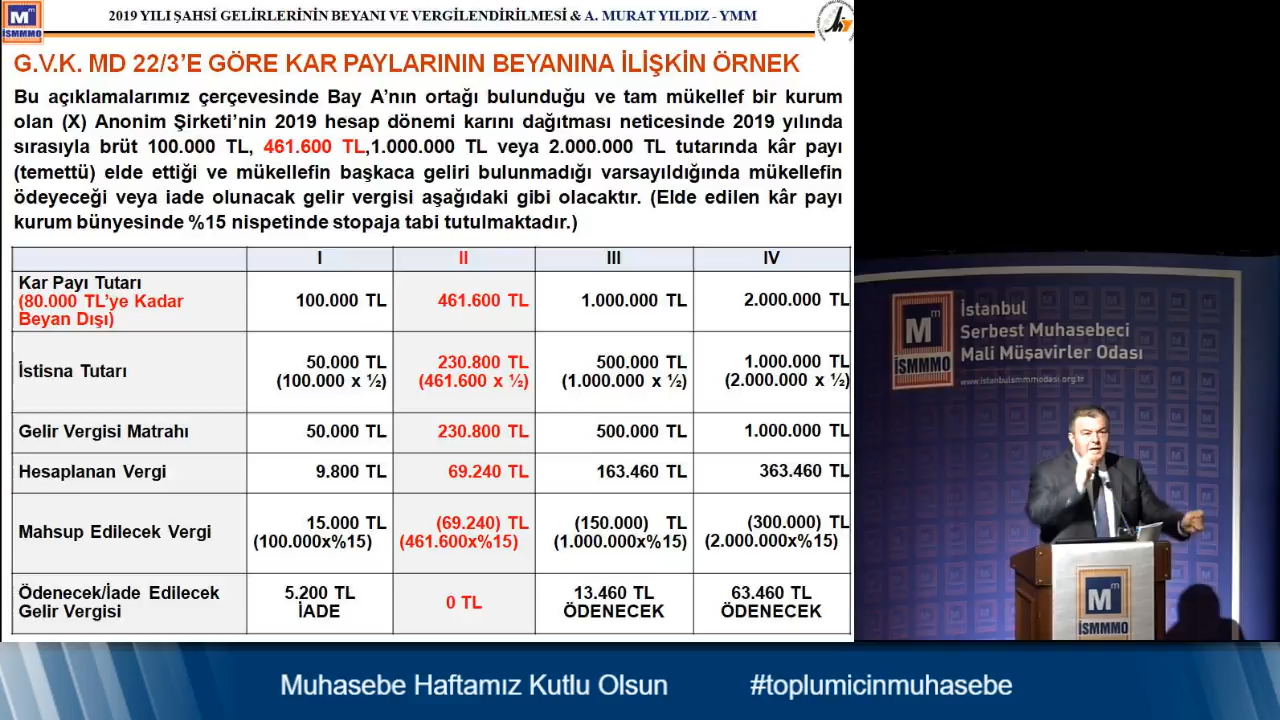 2019 YILI ŞAHSİ GELİRLERİNİN BEYANI VE VERGİLENDİRİLMESİ & A. MURAT YILDIZ - YMM
M m
İSMMMO
G.V.K. MD 22/3’E GÖRE KAR PAYLARININ BEYANINA İLİŞKİN ÖRNEK
Bu açıklamalarımız çerçevesinde Bay A’nın ortağı bulunduğu ve tam mükellef bir kurum
olan (X) Anonim Şirketi’nin 2019 hesap dönemi karını dağıtması neticesinde 2019 yılında
sırasıyla brüt 100.000 TL, 461.600 TL,1.000.000 TL veya 2.000.000 TL tutarında kâr payı
(temettü) elde ettiği ve mükellefin başkaca geliri bulunmadığı varsayıldığında mükellefin
ödeyeceği veya iade olunacak gelir vergisi aşağıdaki gibi olacaktır. (Elde edilen kâr payı
kurum bünyesinde %15 nispetinde stopaja tabi tutulmaktadır.)
I II III IV
Kar Payı Tutarı
(80.000 TL’ye Kadar
Beyan Dışı)
100.000 TL 461.600 TL 1.000.000 TL 2.000.000 TL
İstisna Tutarı
50.000 TL 230.800 TL 500.000 TL 1.000.000 TL
(100.000 x ½) (461.600 x ½) (1.000.000 x ½) (2.000.000 x ½)
Gelir Vergisi Matrahı 50.000 TL 230.800 TL 500.000 TL 1.000.000 TL
Hesaplanan Vergi 9.800 TL 69.240 TL 163.460 TL 363.460 TL
Mahsup Edilecek Vergi
15.000 TL (69.240) TL (150.000) TL (300.000) TL
(100.000x%15) (461.600x%15) (1.000.000x%15) (2.000.000x%15)
Ödenecek/İade Edilecek
Gelir Vergisi
5.200 TL 0 TL 13.460 TL 63.460 TL
İADE ÖDENECEK ÖDENECEK
M m
İSMMMO
İstanbul
Serbest Muhasebeci
Mali Müşavirler Odası
www.istanbulsmmmodasi.org.tr
M m
İSMMMO
Muhasebe Haftamız Kutlu Olsun #toplumicinmuhasebe